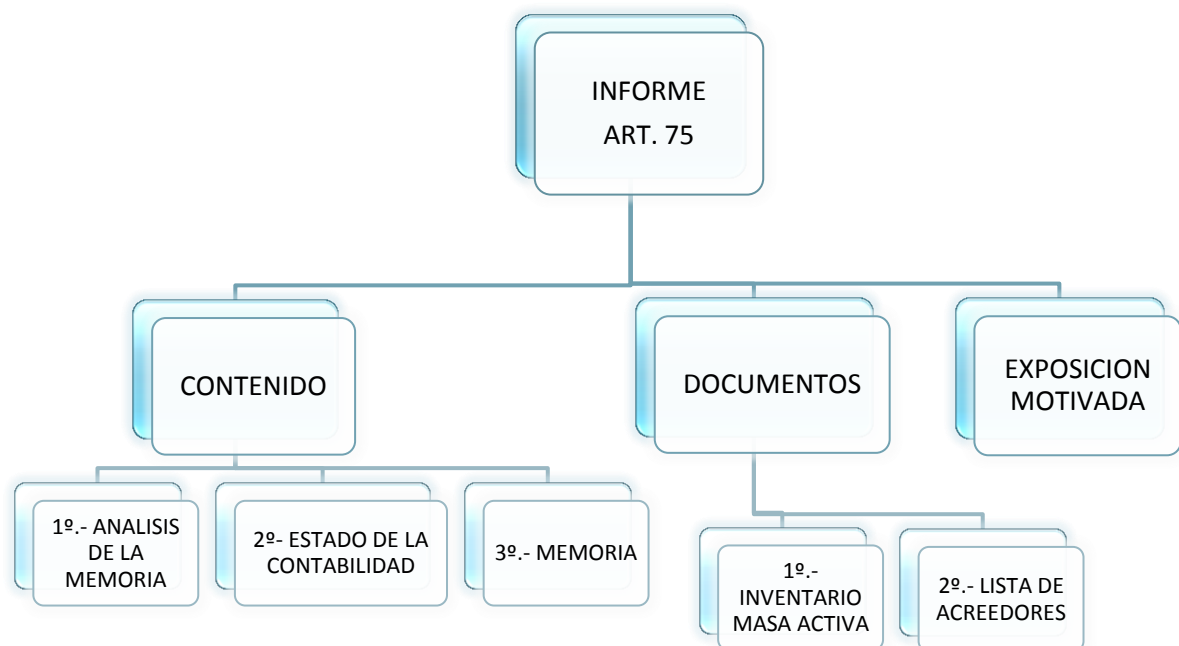 INFORME
ART. 75
CONTENIDO
DOCUMENTOS
EXPOSICION
MOTIVADA
1º.- ANALISIS
DE LA
MEMORIA
2º- ESTADO DE LA
CONTABILIDAD
3º.- MEMORIA
1º.-
INVENTARIO
MASA ACTIVA
2º.- LISTA DE
ACREEDORES